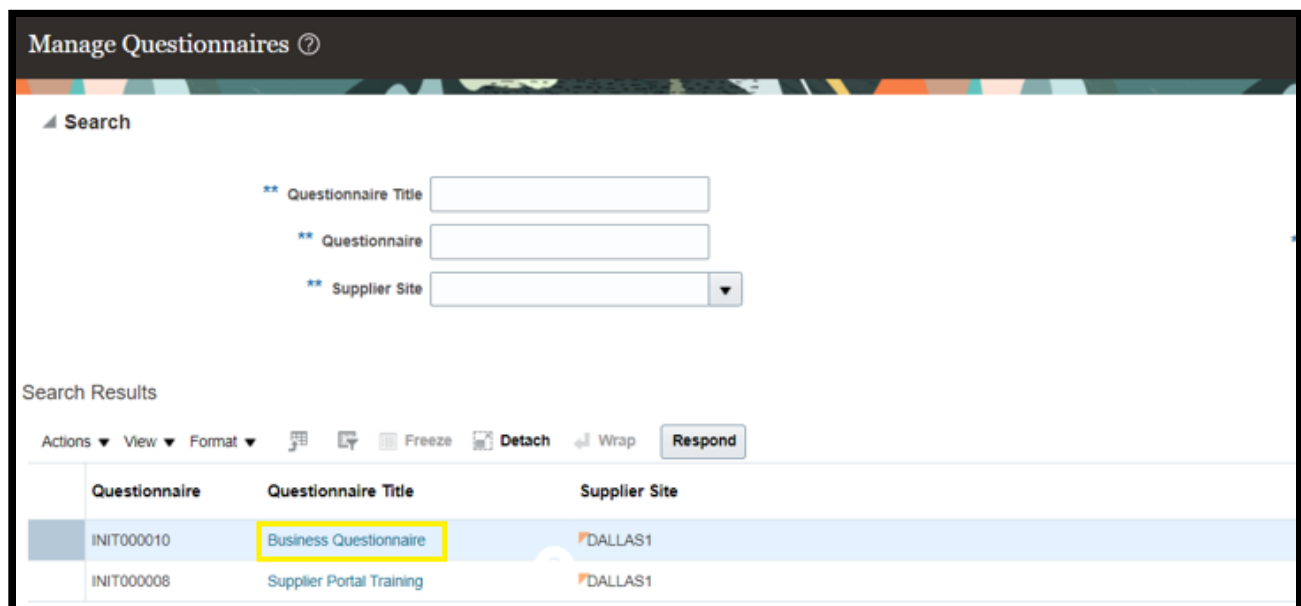 Manage Questionnaires ?
Search
** Questionnaire Title
** Questionnaire
** Supplier Site
Search Results
Actions View Format Freeze Detach Wrap Respond
Questionnaire Questionnaire Title Supplier Site
INIT000010 Business Questionnaire DALLAS1
INIT000008 Supplier Portal Training DALLAS1